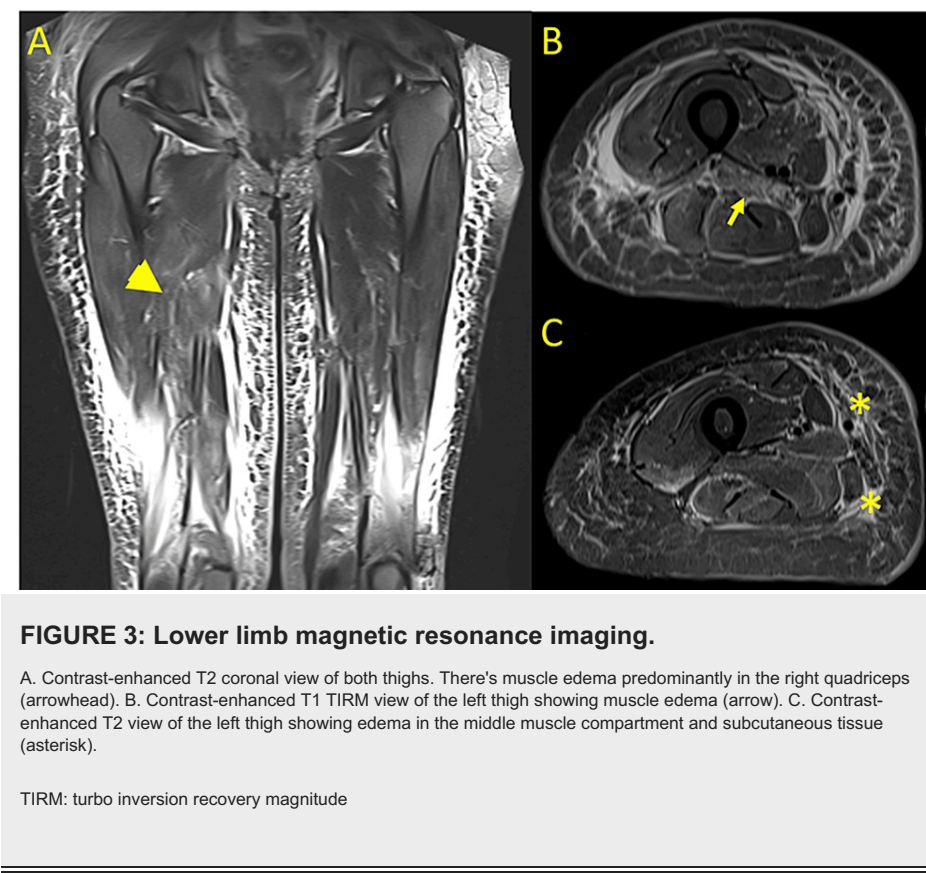 A
B
C
*
*
FIGURE 3: Lower limb magnetic resonance imaging.
A. Contrast-enhanced T2 coronal view of both thighs. There's muscle edema predominantly in the right quadriceps
(arrowhead). B. Contrast-enhanced T1 TIRM view of the left thigh showing muscle edema (arrow). C. Contrast-
enhanced T2 view of the left thigh showing edema in the middle muscle compartment and subcutaneous tissue
(asterisk).
TIRM: turbo inversion recovery magnitude